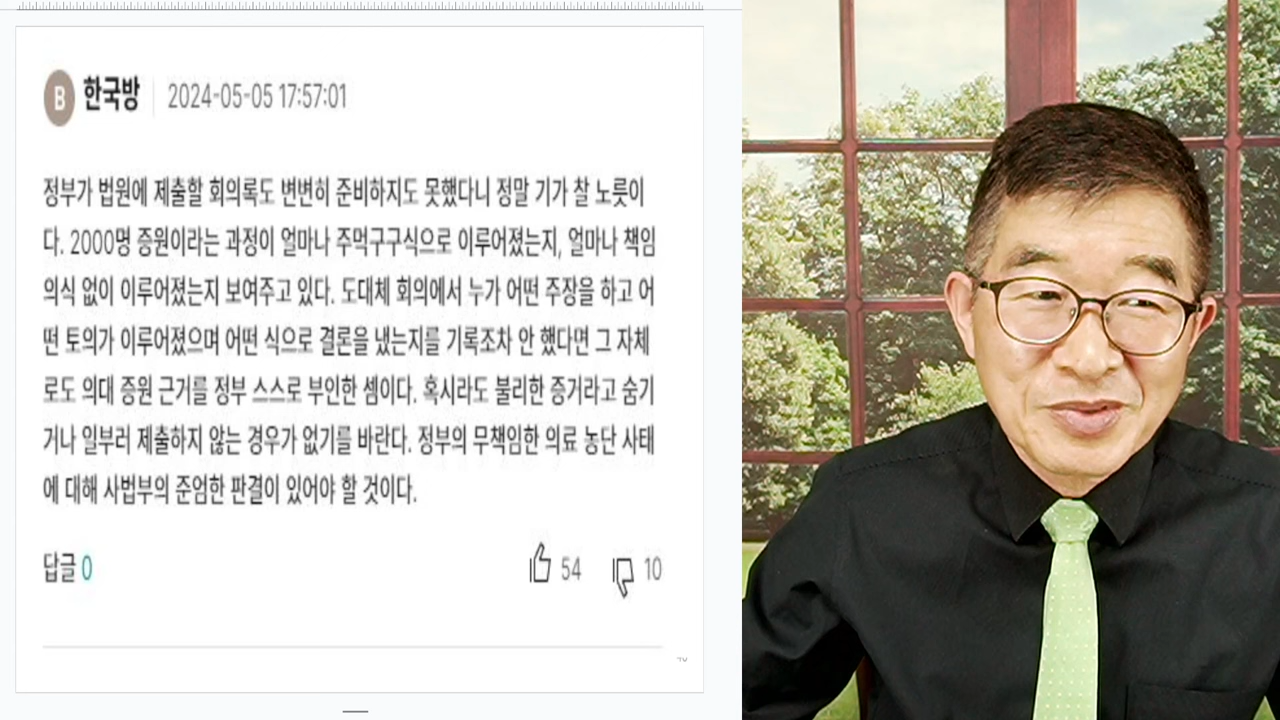 B 한국방 2024-05-05 17:57:01
정부가 법원에 제출할 회의록도 변변히 준비하지도 못했다니 정말 기가 찰 노릇이
다. 2000명 증원이라는 과정이 얼마나 주먹구구식으로 이루어졌는지, 얼마나 책임
의식 없이 이루어졌는지 보여주고 있다. 도대체 회의에서 누가 어떤 주장을 하고 어
떤 토의가 이루어졌으며 어떤 식으로 결론을 냈는지를 기록조차 안 했다면 그 자체
로도 의대 증원 근거를 정부 스스로 부인한 셈이다. 혹시라도 불리한 증거라고 숨기
거나 일부러 제출하지 않는 경우가 없기를 바란다. 정부의 무책임한 의료 농단 사태
에 대해 사법부의 준엄한 판결이 있어야 할 것이다.
답글 0 54 10